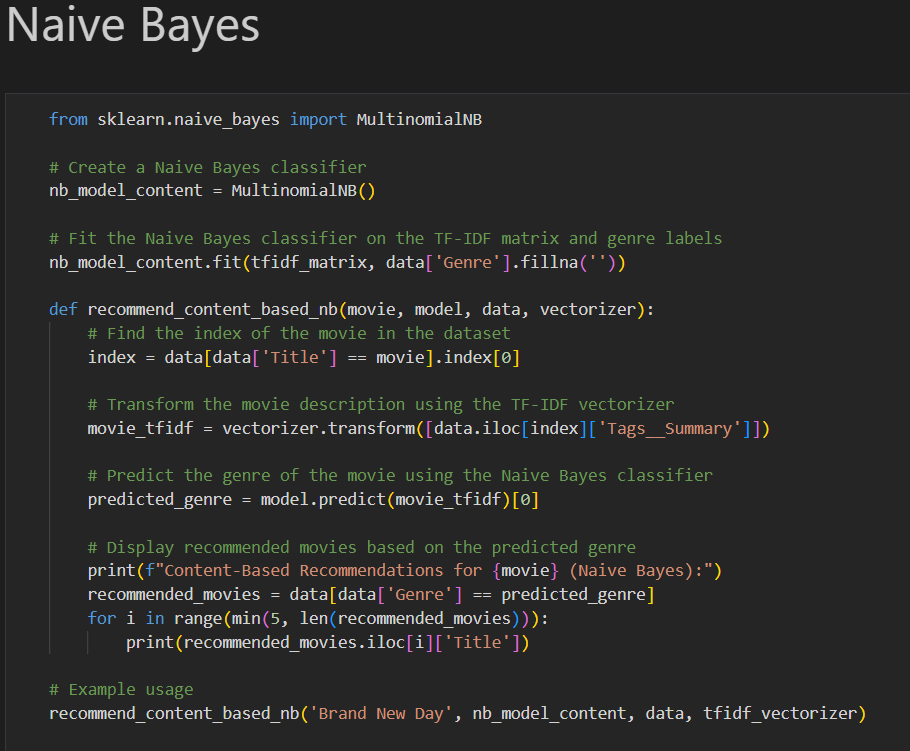 Naive Bayes
from sklearn.naive_bayes import MultinomialNB
# Create a Naive Bayes classifier
nb_model_content = MultinomialNB()
# Fit the Naive Bayes classifier on the TF-IDF matrix and genre labels
nb_model_content.fit(tfidf_matrix, data['Genre'].fillna(''))
def recommend_content_based_nb(movie, model, data, vectorizer):
# Find the index of the movie in the dataset
index = data[data['Title'] == movie].index[0]
# Transform the movie description using the TF-IDF vectorizer
movie_tfidf = vectorizer.transform([data.iloc[index]['Tags__Summary']])
# Predict the genre of the movie using the Naive Bayes classifier
predicted_genre = model.predict(movie_tfidf)[0]
# Display recommended movies based on the predicted genre
print(f"Content-Based Recommendations for {movie} (Naive Bayes):")
recommended_movies = data[data['Genre'] == predicted_genre]
for i in range(min(5, len(recommended_movies))):
print(recommended_movies.iloc[i]['Title'])
# Example usage
recommend_content_based_nb('Brand New Day', nb_model_content, data, tfidf_vectorizer)